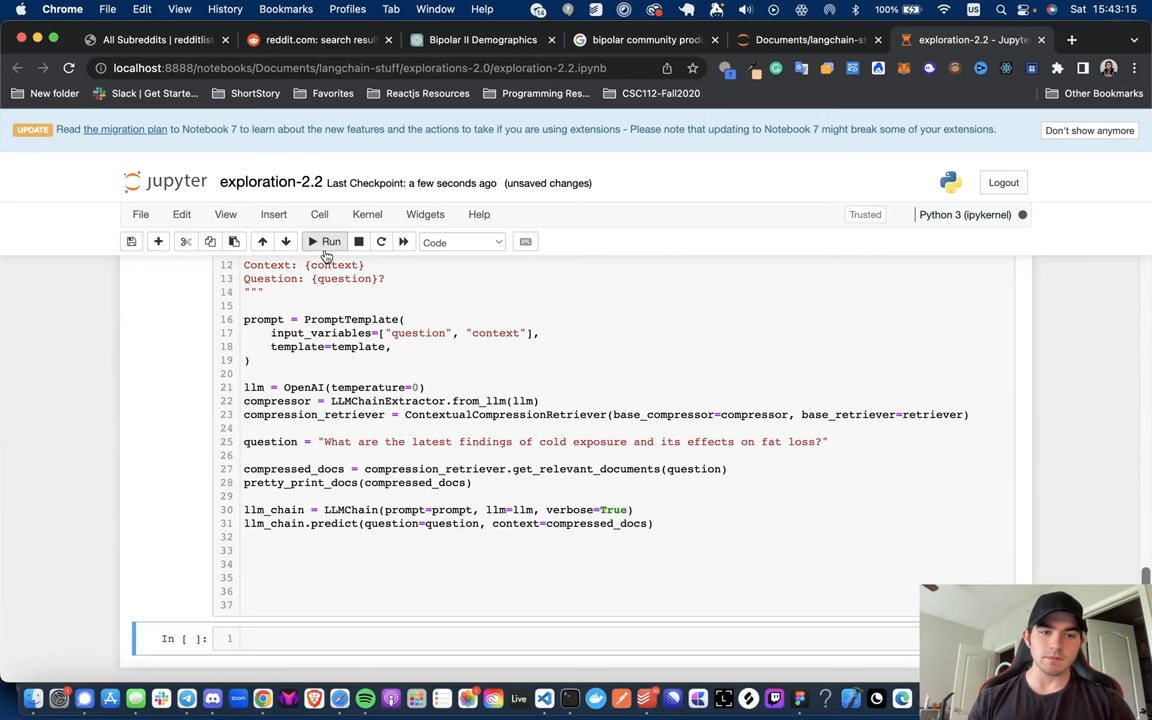 Chrome File Edit View History Bookmarks Profiles Tab Window Help 100% US Sat 15:43:15
All Subreddits | redditlist reddit.com: search result Bipolar II Demographics bipolar community prod Documents/langchain-st exploration-2.2 - Jupyte
localhost:8888/notebooks/Documents/langchain-stuff/explorations-2.0/exploration-2.2.ipynb
New folder Slack | Get Starte... ShortStory Favorites Reactjs Resources Programming Res... CSC112-Fall2020 Other Bookmarks
UPDATE Read the migration plan to Notebook 7 to learn about the new features and the actions to take if you are using extensions - Please note that updating to Notebook 7 might break some of your extensions. Don't show anymore
jupyter exploration-2.2 Last Checkpoint: a few seconds ago (unsaved changes) Logout
File Edit View Insert Cell Kernel Widgets Help Trusted Python 3 (ipykernel)
Run Code
12 Context: {context}
13 Question: {question}?
14 """
15
16 prompt = PromptTemplate(
17 input_variables=["question", "context"],
18 template=template,
19 )
20
21 llm = OpenAI(temperature=0)
22 compressor = LLMChainExtractor.from_llm(llm)
23 compression_retriever = ContextualCompressionRetriever(base_compressor=compressor, base_retriever=retriever)
24
25 question = "What are the latest findings of cold exposure and its effects on fat loss?"
26
27 compressed_docs = compression_retriever.get_relevant_documents(question)
28 pretty_print_docs(compressed_docs)
29
30 llm_chain = LLMChain(prompt=prompt, llm=llm, verbose=True)
31 llm_chain.predict(question=question, context=compressed_docs)
32
33
34
35
36
37
In [ ]: 1
zoom Live